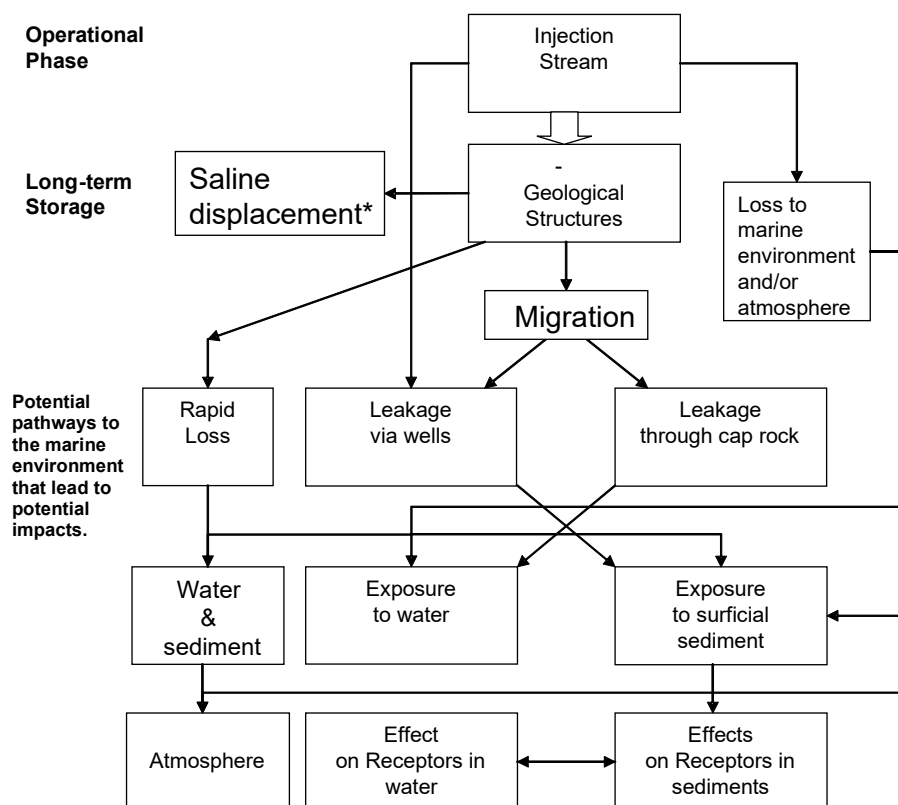 Operational
Phase
Injection
Stream
Long-term
Storage
Saline
displacement*
-
Geological
Structures
Loss to
marine
environment
and/or
atmosphere
Migration
Potential
pathways to
the marine
environment
that lead to
potential
impacts.
Rapid
Loss
Leakage
via wells
Leakage
through cap rock
Water
&
sediment
Exposure
to water
Exposure
to surficial
sediment
Atmosphere
Effect
on Receptors in
water
Effects
on Receptors in
sediments